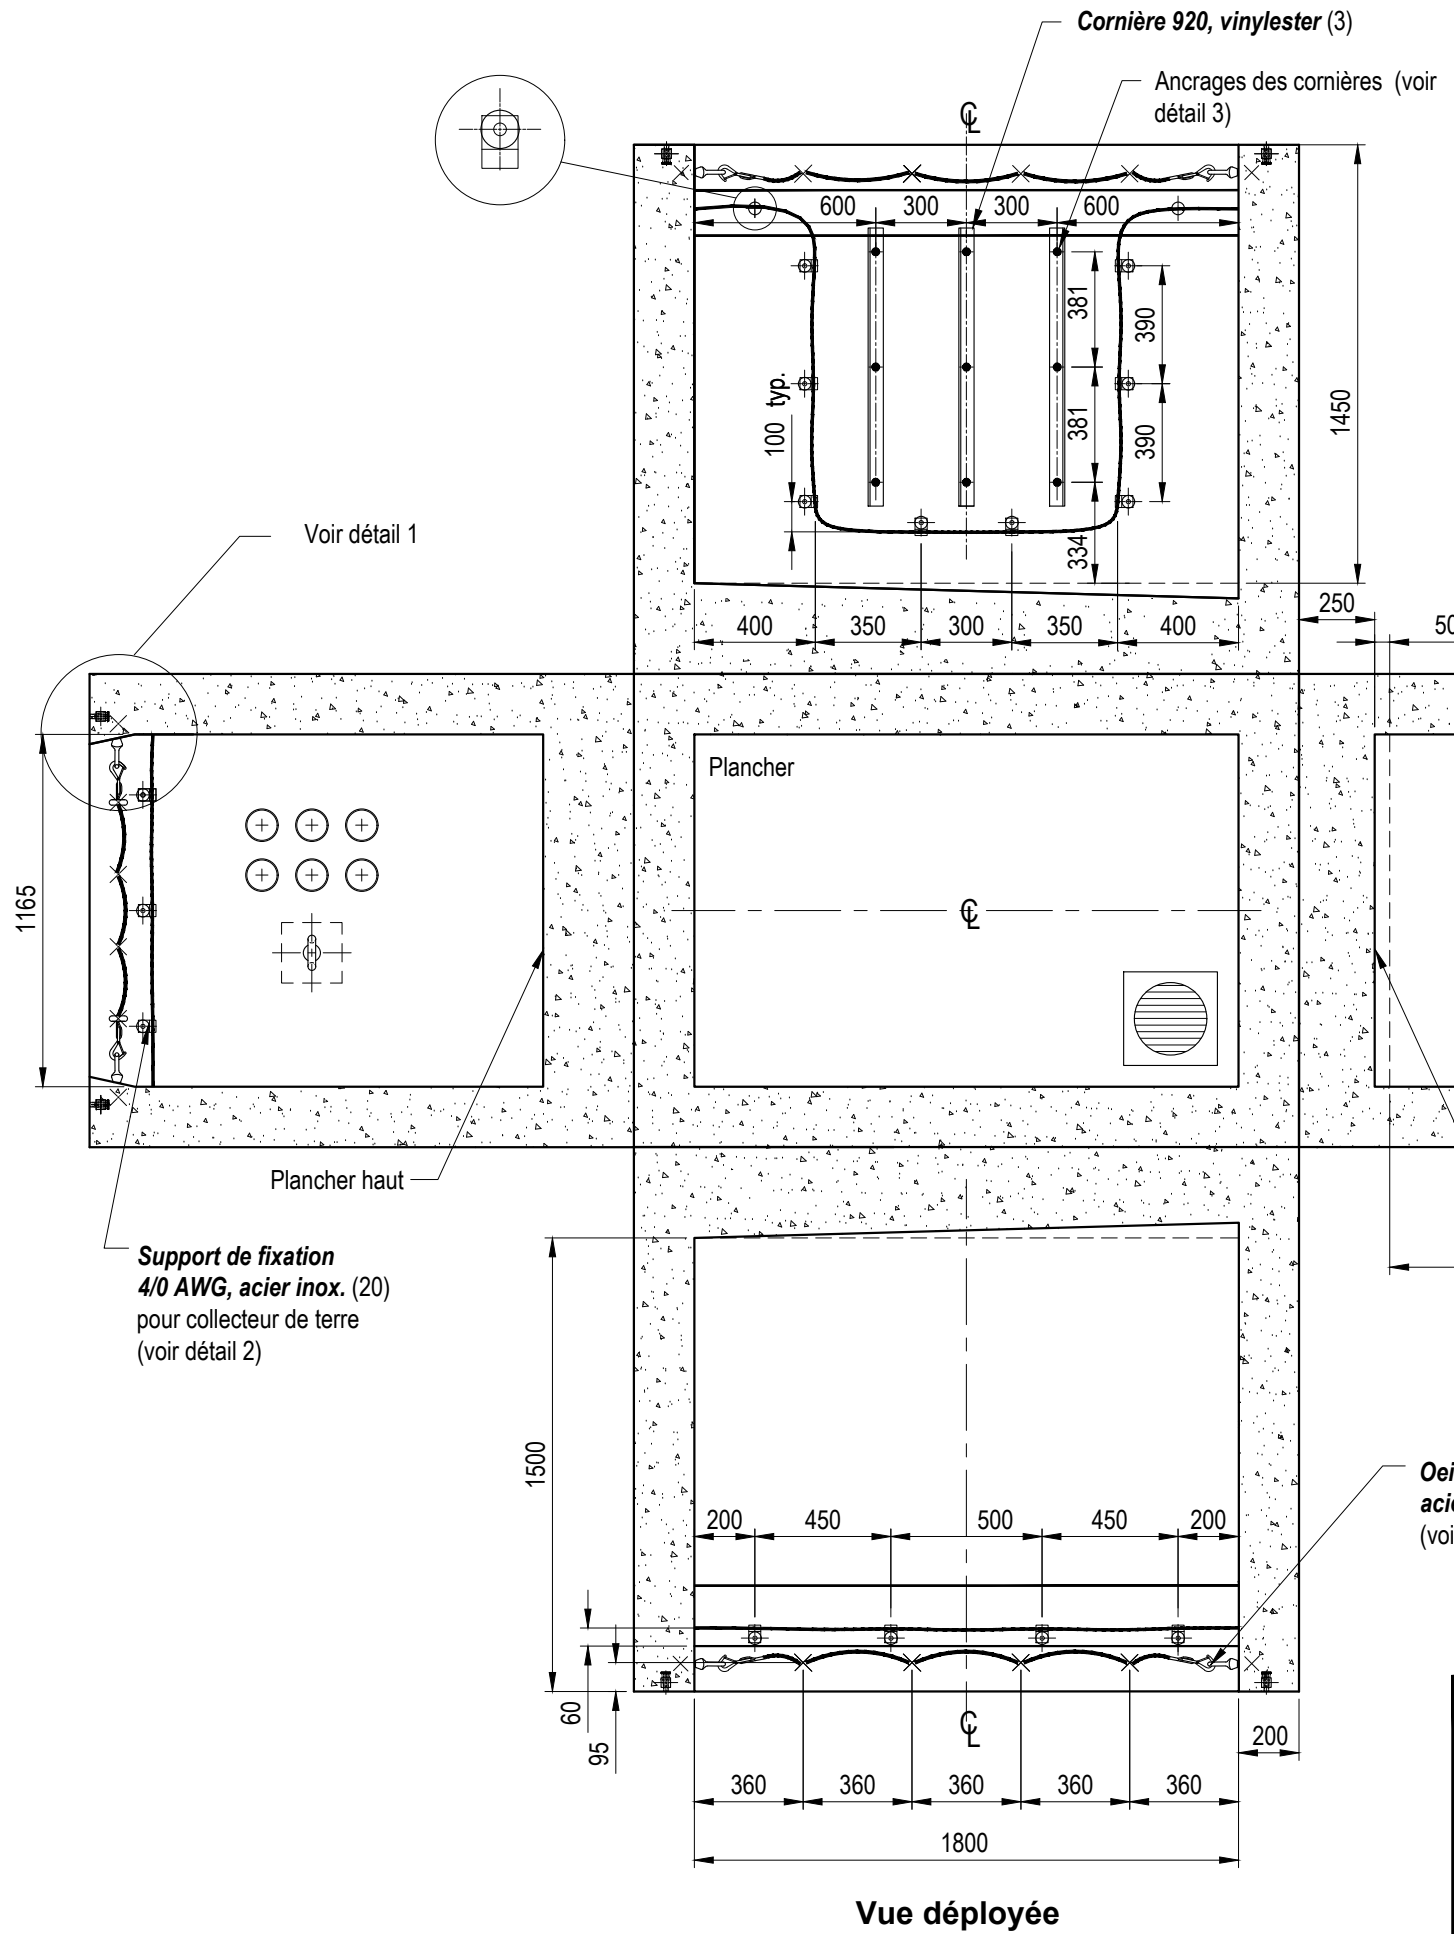 Cornière 920, vinylester (3)
Ancrages des cornières (voir
détail 3)
℄
600 300 300 600
381
390
1450
100 typ.
381
390
334
Voir détail 1
400 350 300 350 400
250
50
Plancher
1165
℄
Plancher haut
Support de fixation
4/0 AWG, acier inox. (20)
pour collecteur de terre
(voir détail 2)
1500
200 450 500 450 200
60
95
℄
200
360 360 360 360 360
1800
Vue déployée